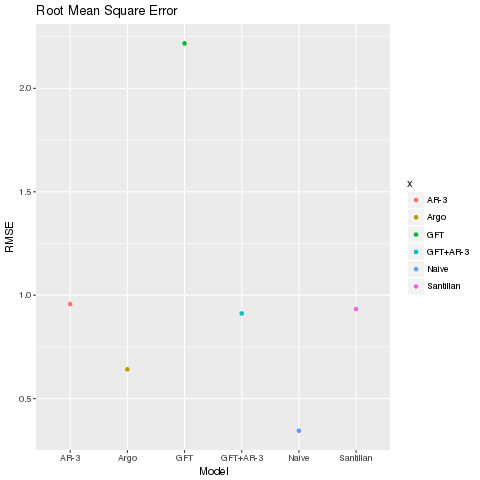 Root Mean Square Error
2.0
1.5
1.0
0.5
RMSE
AR-3 Argo GFT GFT+AR-3 Naive Santillan
Model
x
AR-3
Argo
GFT
GFT+AR-3
Naive
Santillan